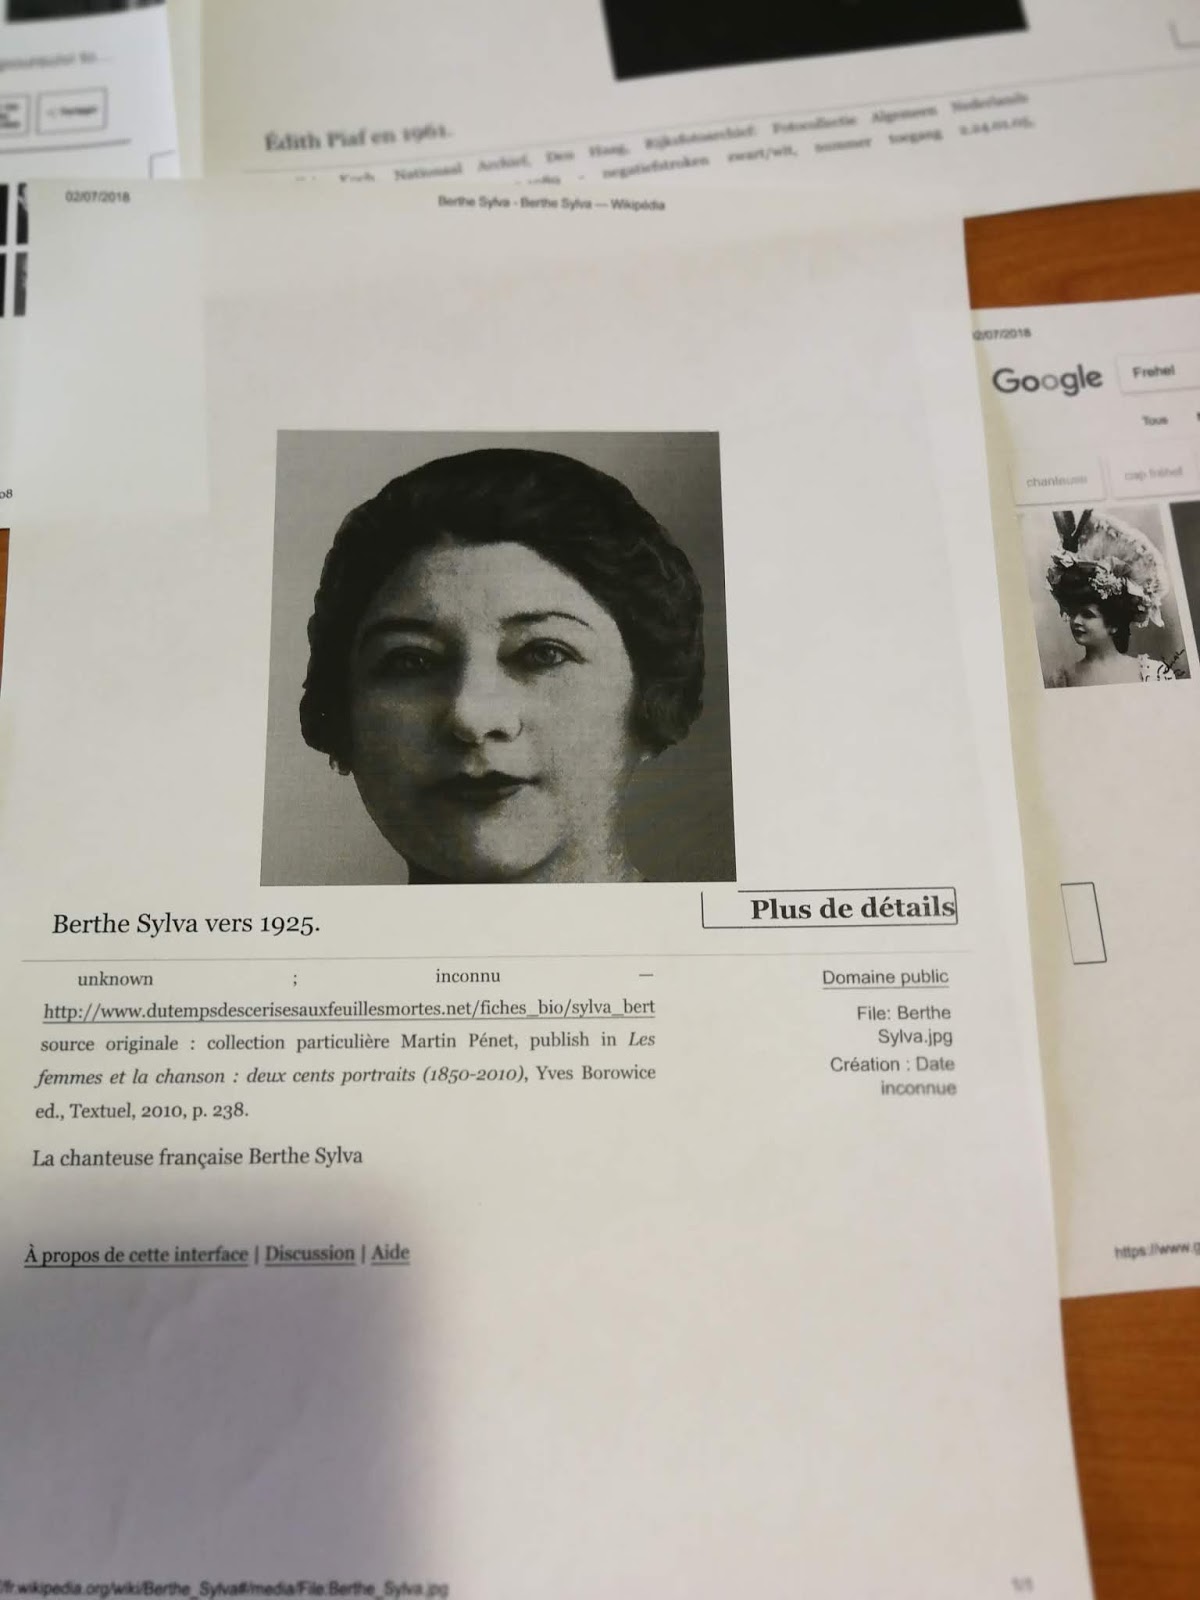 Partager
Édith Piaf en 1961.
Koch, Nationaal Archief, Den Haag, Rijksfotoarchief: Fotocollectie Algemeen Nederlands
negatiefstroken zwart/wit, nummer toegang 2.24.01.05,
02/07/2018
Berthe Sylva - Berthe Sylva — Wikipédia
Berthe Sylva vers 1925.
Plus de détails
unknown ; inconnu —
http://www.dutempsdescerisesauxfeuillesmortes.net/fiches_bio/sylva_bert
source originale : collection particulière Martin Pénet, publish in Les
femmes et la chanson : deux cents portraits (1850-2010), Yves Borowice
ed., Textuel, 2010, p. 238.
Domaine public
File: Berthe
Sylva.jpg
Création : Date
inconnue
La chanteuse française Berthe Sylva
À propos de cette interface | Discussion | Aide
/fr.wikipedia.org/wiki/Berthe_Sylva#/media/File:Berthe_Sylva.jpg
1/1
02/07/2018
Google
Frehel
Tous
chanteuse
cap fréhel
https://www.g